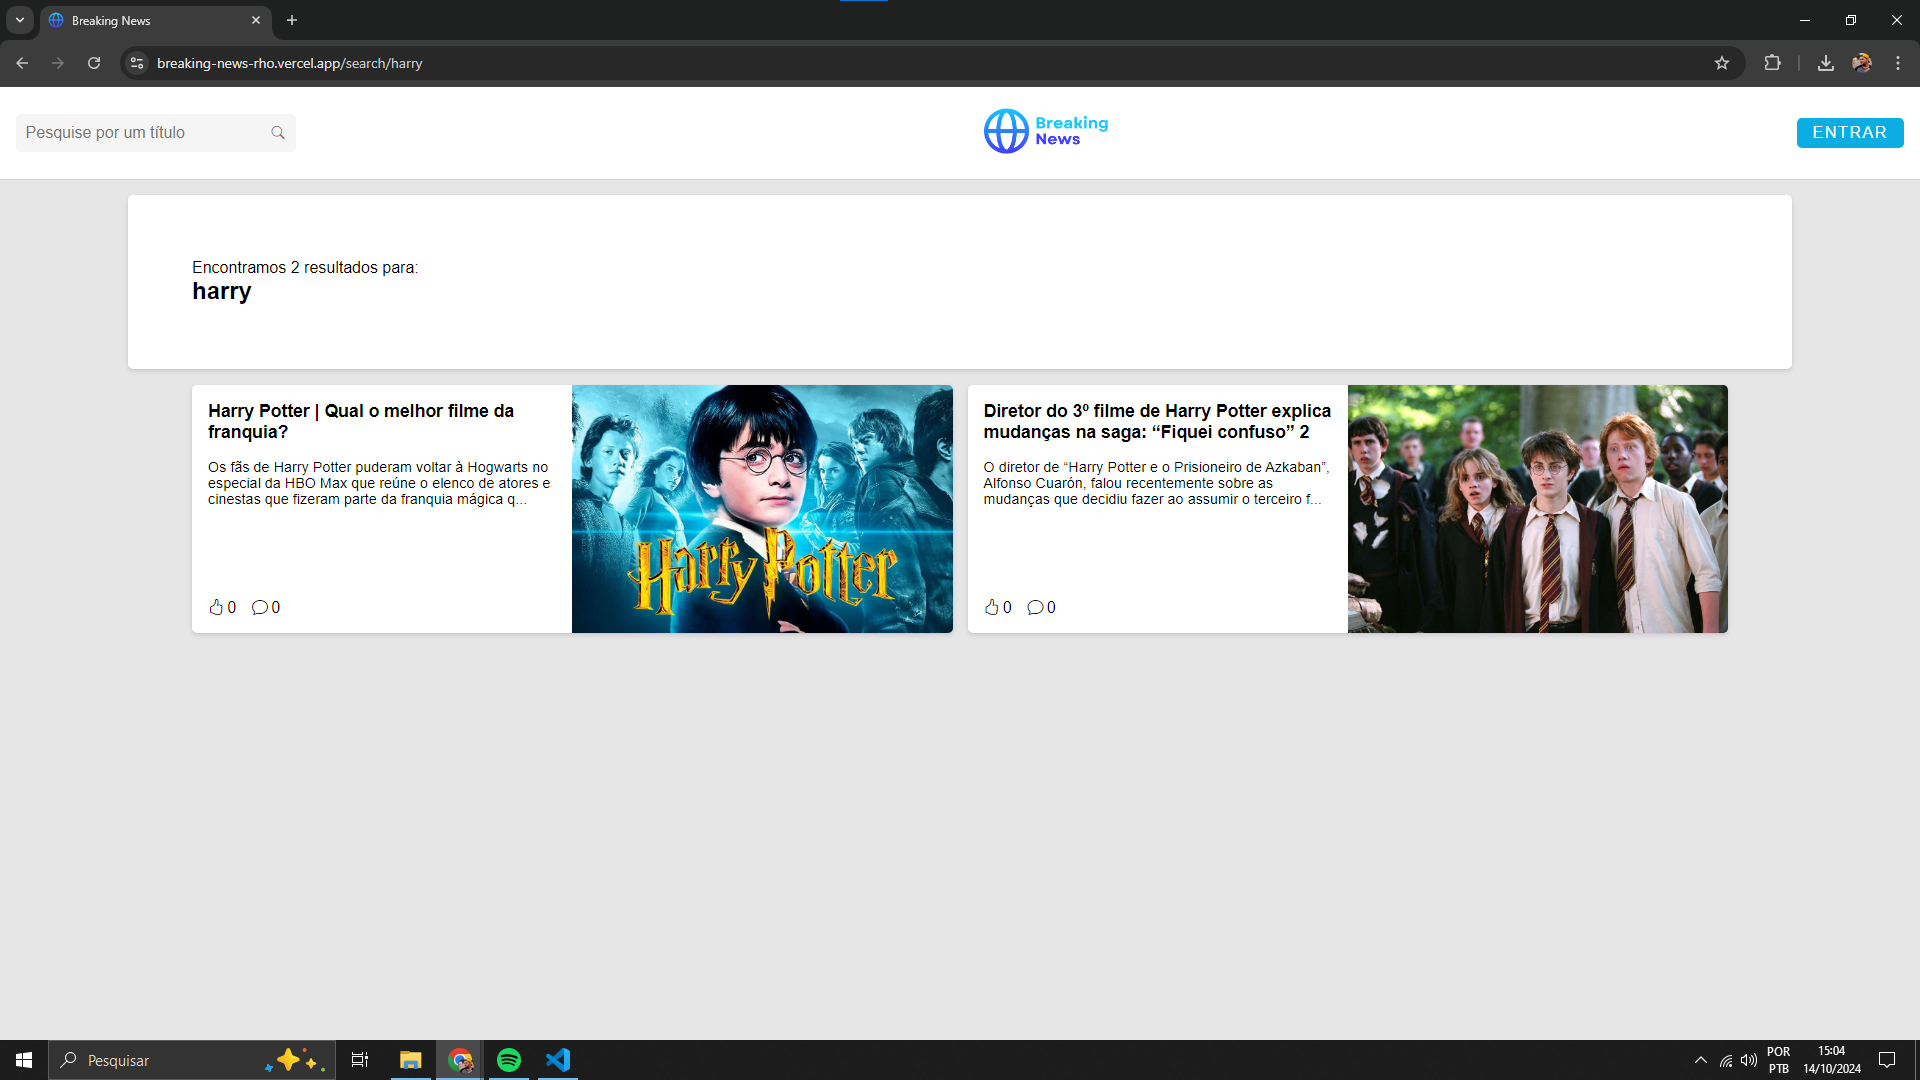 Breaking News
breaking-news-rho.vercel.app/search/harry
Pesquise por um título
Breaking
News
ENTRAR
Encontramos 2 resultados para:
harry
Harry Potter | Qual o melhor filme da
franquia?
Os fãs de Harry Potter puderam voltar à Hogwarts no
especial da HBO Max que reúne o elenco de atores e
cinestas que fizeram parte da franquia mágica q...
0 0
Harry Potter
Diretor do 3º filme de Harry Potter explica
mudanças na saga: “Fiquei confuso” 2
O diretor de “Harry Potter e o Prisioneiro de Azkaban”,
Alfonso Cuarón, falou recentemente sobre as
mudanças que decidiu fazer ao assumir o terceiro f...
0 0
Pesquisar
POR
PTB
15:04
14/10/2024